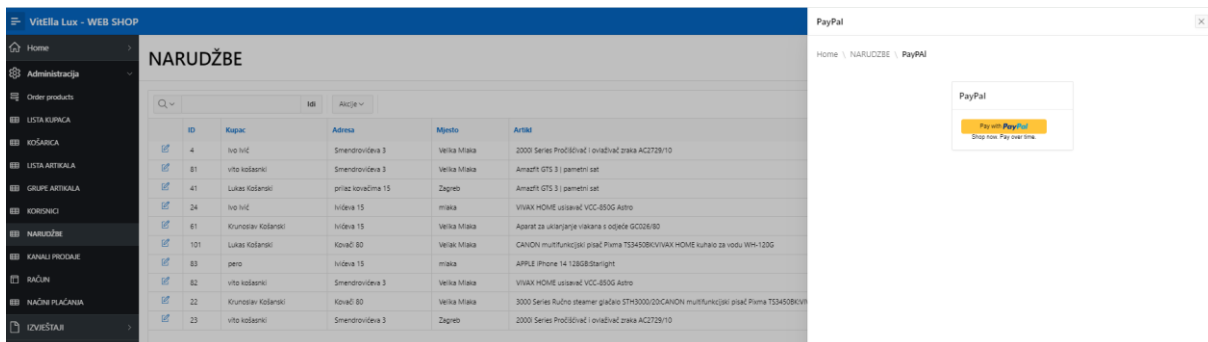 VitElla Lux - WEB SHOP
Home
Administracija
Order products
LISTA KUPACA
KOŠARICA
LISTA ARTIKALA
GRUPE ARTIKALA
KORISNICI
NARUDŽBE
KANALI PRODAJE
RAČUN
NAČINI PLAĆANJA
IZVJEŠTAJI
NARUDŽBE
Idi Akcije
ID Kupac Adresa Mjesto Artikl
4 Ivo Ivić Smendrovićeva 3 Velika Mlaka 2000i Series Pročišćivač i ovlaživač zraka AC2729/10
81 vito košasnki Smendrovićeva 3 Velika Mlaka Amazfit GTS 3 | pametni sat
41 Lukas Košanski prilaz kovačima 15 Zagreb Amazfit GTS 3 | pametni sat
24 Ivo Ivić Ivićeva 15 mlaka VIVAX HOME usisavač VCC-850G Astro
61 Krunoslav Košanski Ivićeva 15 Velika Mlaka Aparat za uklanjanje vlakana s odjeće GC026/80
101 Lukas Košanski Kovači 80 Veliak Mlaka CANON multifunkcijski pisač Pixma TS3450BK:VIVAX HOME kuhalo za vodu WH-120G
83 pero Ivićeva 15 mlaka APPLE iPhone 14 128GB:Starlight
82 vito košasnki Smendrovićeva 3 Velika Mlaka VIVAX HOME usisavač VCC-850G Astro
22 Krunoslav Košanski Kovači 80 Velika Mlaka 3000 Series Ručno steamer glačalo STH3000/20:CANON multifunkcijski pisač Pixma TS3450BK:
23 vito košasnki Smendrovićeva 3 Zagreb 2000i Series Pročišćivač i ovlaživač zraka AC2729/10
PayPal
Home \ NARUDZBE \ PayPAl
PayPal
Pay with PayPal
Shop now. Pay over time.